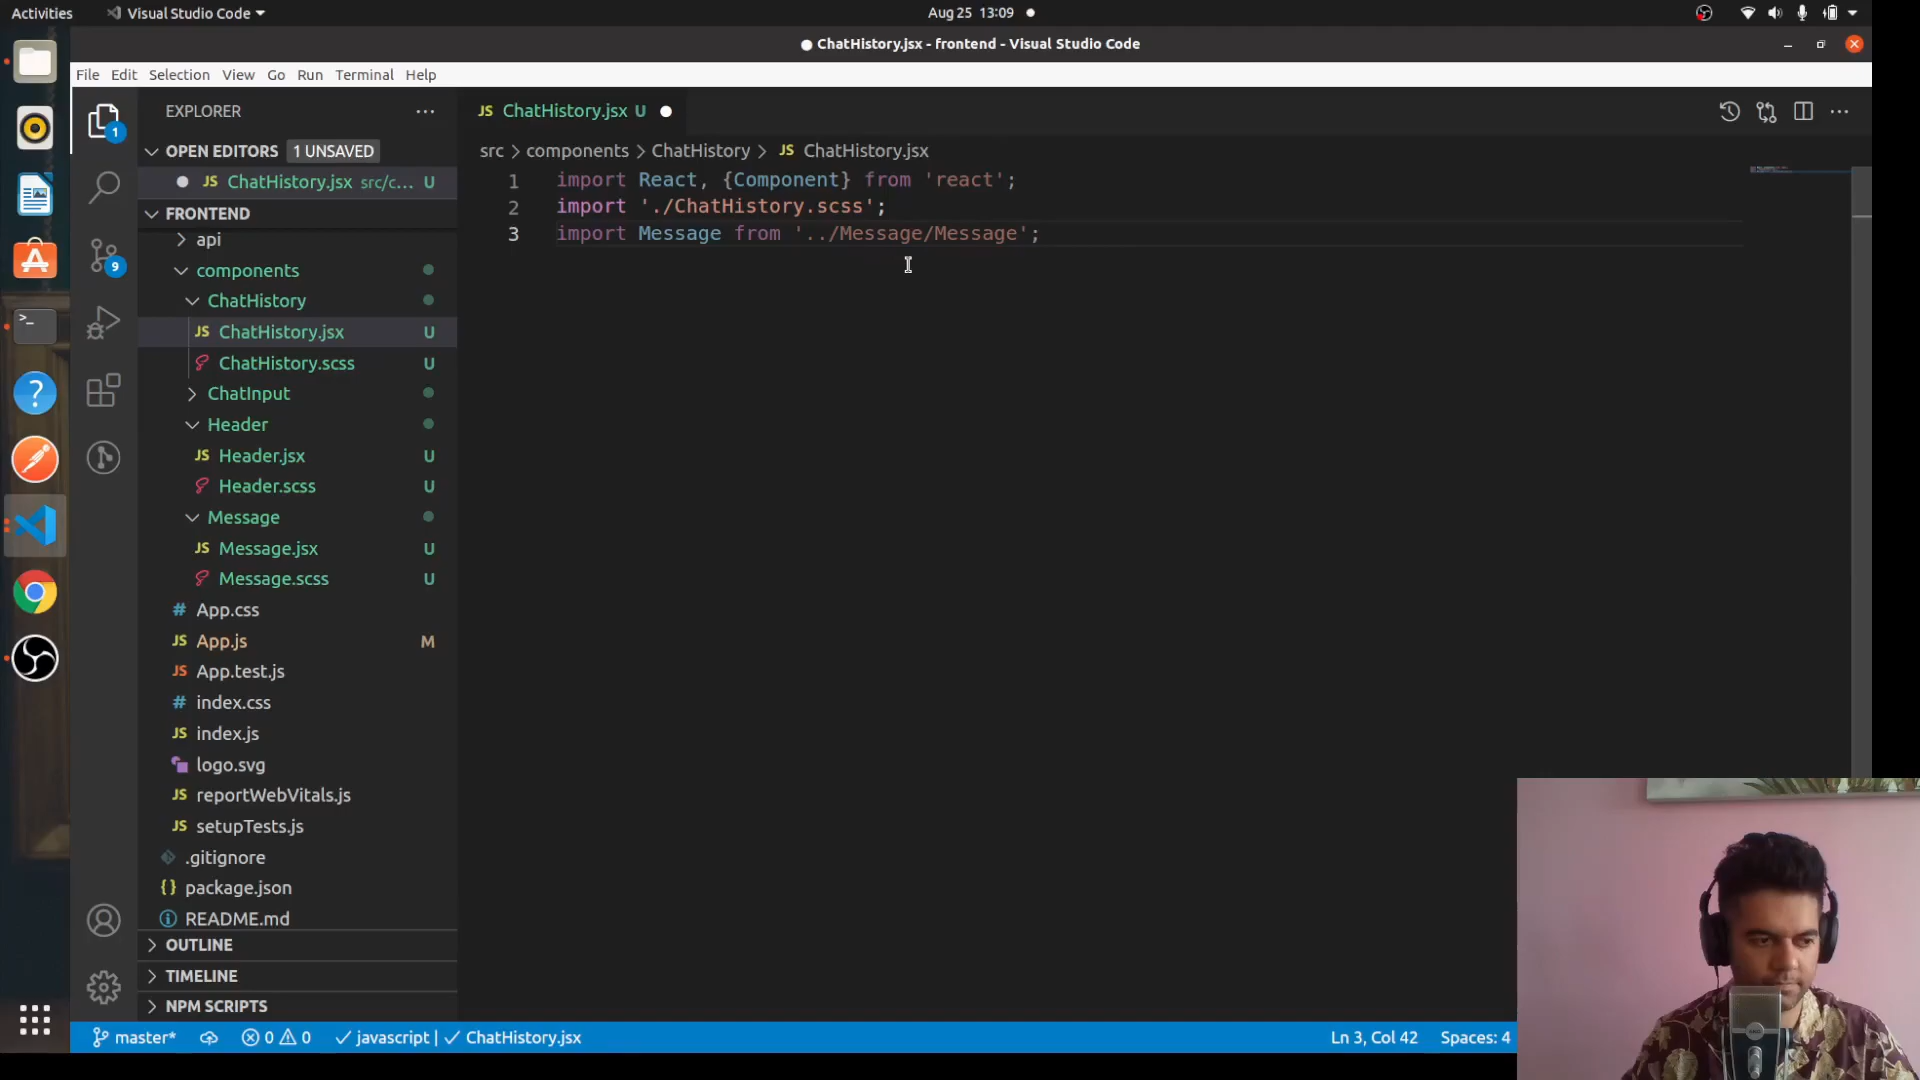 Activities
Visual Studio Code
Aug 25 13:09
ChatHistory.jsx - frontend - Visual Studio Code
File Edit Selection View Go Run Terminal Help
1
9
EXPLORER
OPEN EDITORS 1 UNSAVED
JS ChatHistory.jsx src/c... U
FRONTEND
api
components
ChatHistory
JS ChatHistory.jsx U
ChatHistory.scss U
ChatInput
Header
JS Header.jsx U
Header.scss U
Message
JS Message.jsx U
Message.scss U
# App.css
JS App.js M
JS App.test.js
# index.css
JS index.js
logo.svg
JS reportWebVitals.js
JS setupTests.js
.gitignore
{} package.json
README.md
OUTLINE
TIMELINE
NPM SCRIPTS
JS ChatHistory.jsx U
src > components > ChatHistory > JS ChatHistory.jsx
1 import React, {Component} from 'react';
2 import './ChatHistory.scss';
3 import Message from '../Message/Message';
master* 0 0 javascript | ChatHistory.jsx
Ln 3, Col 42 Spaces: 4